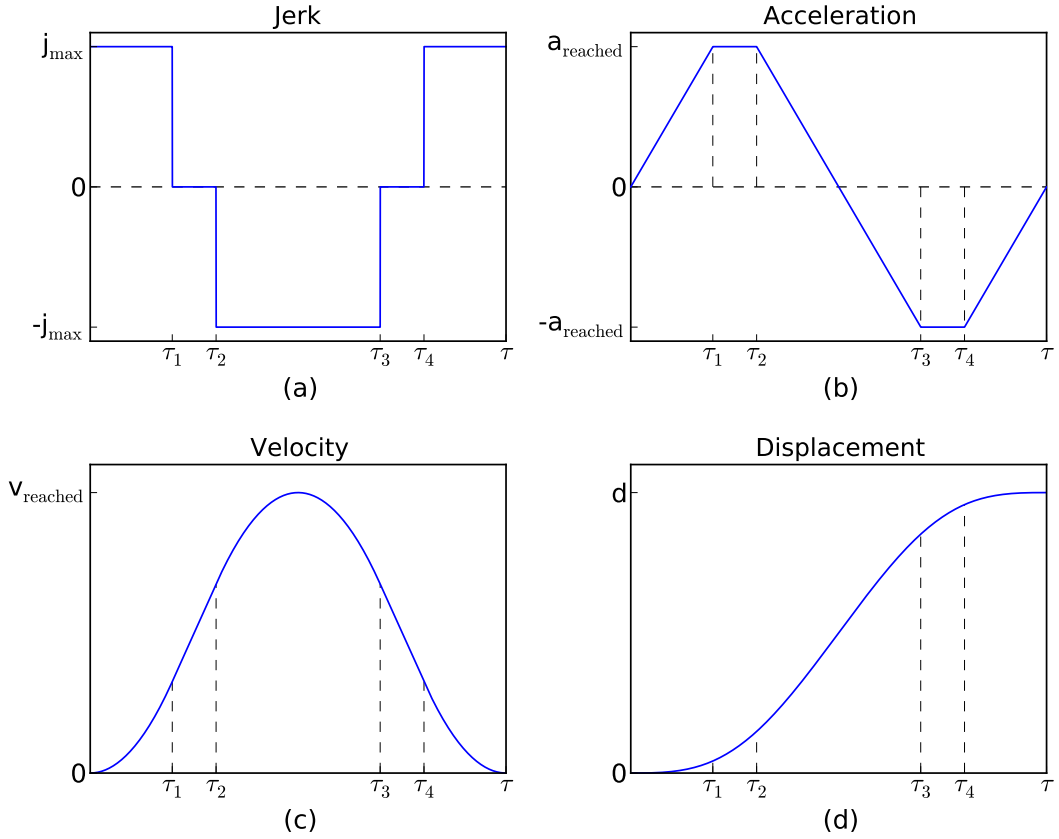 Jerk
j_max
0
-j_max
τ₁ τ₂ τ₃ τ₄ τ
(a)
Acceleration
a_reached
0
-a_reached
τ₁ τ₂ τ₃ τ₄ τ
(b)
Velocity
v_reached
0
τ₁ τ₂ τ₃ τ₄ τ
(c)
Displacement
d
0
τ₁ τ₂ τ₃ τ₄ τ
(d)